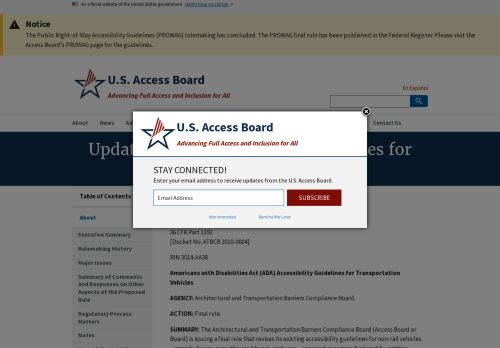 An official website of the United States government Here's how you know
Notice
The Public Right-of-Way Accessibility Guidelines (PROWAG) rulemaking has concluded. The PROWAG final rule has been published in the Federal Register. Please visit the
Access Board's PROWAG page for the guidelines.
U.S. Access Board
Advancing Full Access and Inclusion for All
En Español
About News Ad
Contact Us
U.S. Access Board
Advancing Full Access and Inclusion for All
Updat
es for
STAY CONNECTED!
Enter your email address to receive updates from the U.S. Access Board.
Email Address
SUBSCRIBE
Not Interested Remind Me Later
Table of Contents
About
Executive Summary
Rulemaking History
Major Issues
Summary of Comments
and Responses on Other
Aspects of the Proposed
Rule
Regulatory Process
Matters
Notes
36 CFR Part 1192
[Docket No. ATBCB 2010-0004]
RIN 3014-AA38
Americans with Disabilities Act (ADA) Accessibility Guidelines for Transportation
Vehicles
AGENCY: Architectural and Transportation Barriers Compliance Board.
ACTION: Final rule.
SUMMARY: The Architectural and Transportation Barriers Compliance Board (Access Board or
Board) is issuing a final rule that revises its existing accessibility guidelines for non-rail vehicles